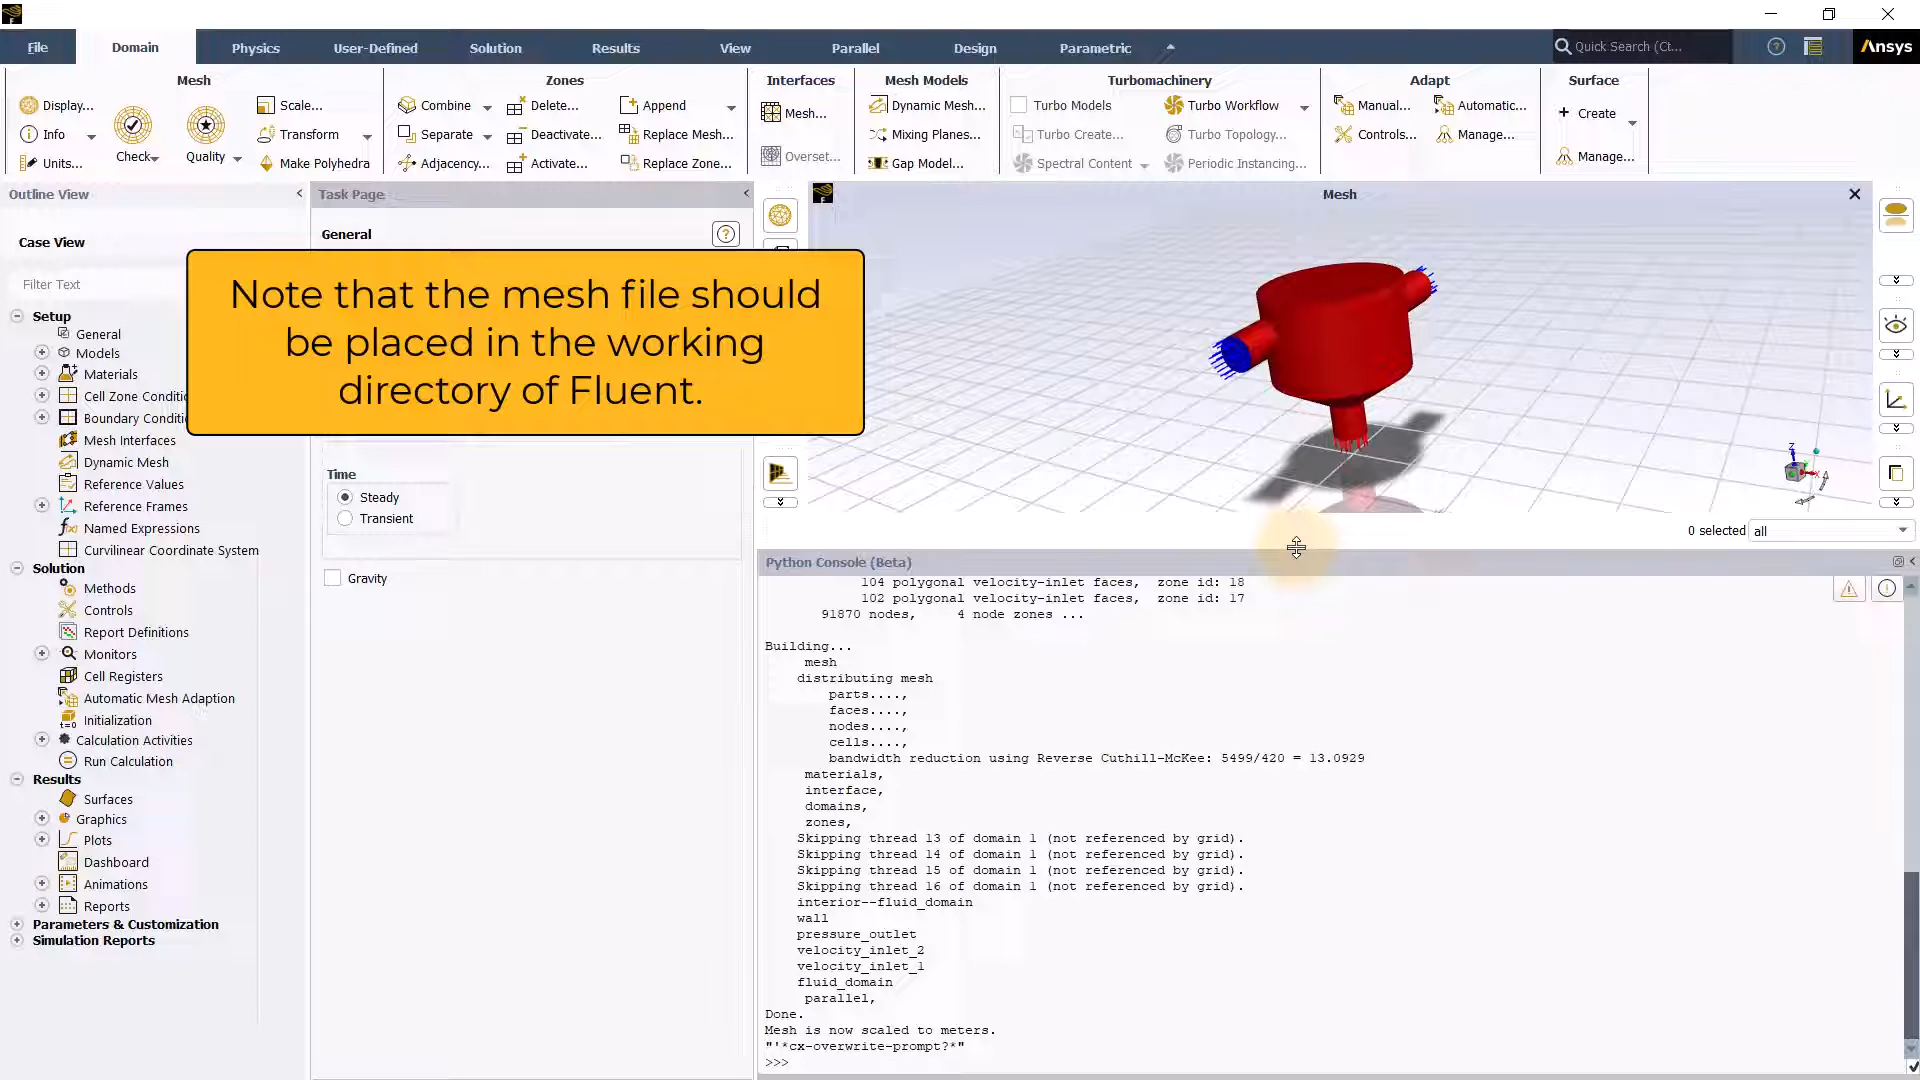 File
Domain
Physics
User-Defined
Solution
Results
View
Parallel
Design
Parametric
Quick Search (Ct...
Ansys
Mesh
Display...
Info
Units...
Check
Quality
Scale...
Transform
Make Polyhedra
Zones
Combine
Separate
Adjacency...
Delete...
Deactivate...
Activate...
Append
Replace Mesh...
Replace Zone...
Interfaces
Mesh...
Overset...
Mesh Models
Dynamic Mesh...
Mixing Planes...
Gap Model...
Turbomachinery
Turbo Models
Turbo Create...
Spectral Content
Turbo Workflow
Turbo Topology...
Periodic Instancing...
Adapt
Manual...
Controls...
Automatic...
Manage...
Surface
Create
Manage...
Outline View
Case View
Filter Text
Setup
General
Models
Materials
Cell Zone Conditi
Boundary Conditi
Mesh Interfaces
Dynamic Mesh
Reference Values
Reference Frames
Named Expressions
Curvilinear Coordinate System
Solution
Methods
Controls
Report Definitions
Monitors
Cell Registers
Automatic Mesh Adaption
Initialization
Calculation Activities
Run Calculation
Results
Surfaces
Graphics
Plots
Dashboard
Animations
Reports
Parameters & Customization
Simulation Reports
Task Page
General
Note that the mesh file should
be placed in the working
directory of Fluent.
Time
Steady
Transient
Gravity
Mesh
Z
0 selected
all
Python Console (Beta)
104 polygonal velocity-inlet faces,  zone id: 18
102 polygonal velocity-inlet faces,  zone id: 17
91870 nodes,     4 node zones ...
Building...
mesh
distributing mesh
parts....,
faces....,
nodes....,
cells....,
bandwidth reduction using Reverse Cuthill-McKee: 5499/420 = 13.0929
materials,
interface,
domains,
zones,
Skipping thread 13 of domain 1 (not referenced by grid).
Skipping thread 14 of domain 1 (not referenced by grid).
Skipping thread 15 of domain 1 (not referenced by grid).
Skipping thread 16 of domain 1 (not referenced by grid).
interior--fluid_domain
wall
pressure_outlet
velocity_inlet_2
velocity_inlet_1
fluid_domain
parallel,
Done.
Mesh is now scaled to meters.
"'*cx-overwrite-prompt?*"
>>>